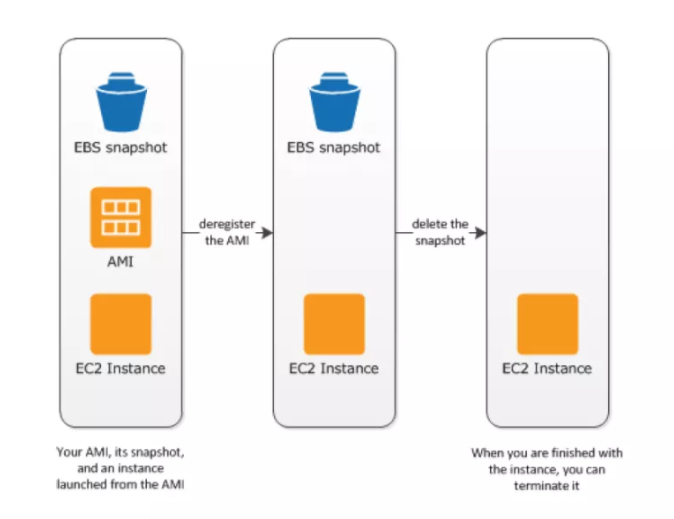 EBS snapshot
AMI
EC2 Instance
Your AMI, its snapshot,
and an instance
launched from the AMI
deregister
the AMI
EBS snapshot
EC2 Instance
delete the
snapshot
EC2 Instance
When you are finished with
the instance, you can
terminate it